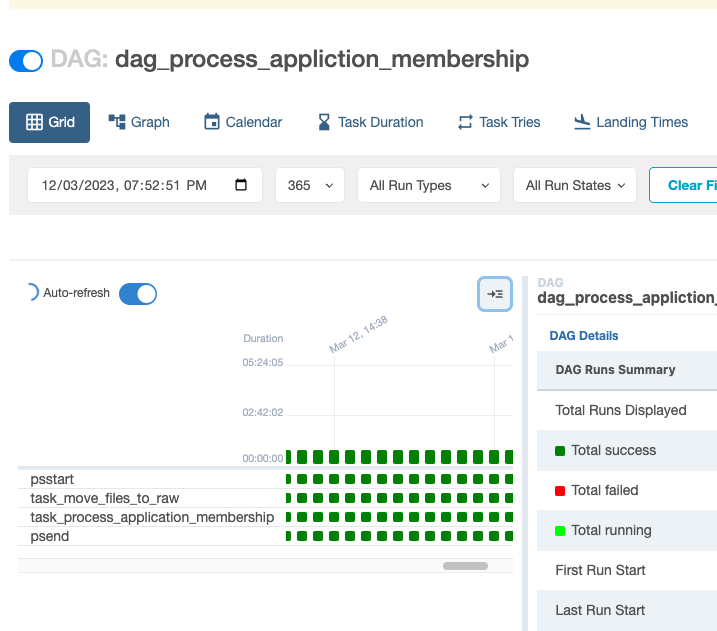 DAG: dag_process_appliction_membership
Grid Graph Calendar Task Duration Task Tries Landing Times
12/03/2023, 07:52:51 PM 365 All Run Types All Run States Clear Fi
Auto-refresh
DAG
dag_process_appliction_
Duration Mar 12, 14:38 Mar 1
DAG Details
05:24:05
DAG Runs Summary
02:42:02
Total Runs Displayed
00:00:00
Total success
psstart
task_move_files_to_raw
Total failed
task_process_application_membership
psend
Total running
First Run Start
Last Run Start